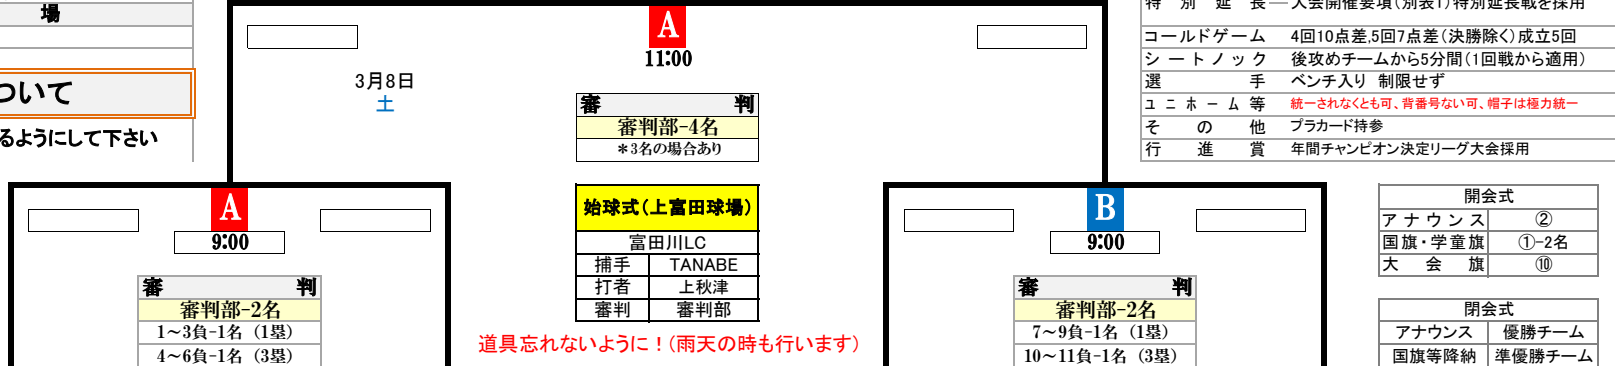 場
ついて
るようにして下さい
A
11:00
3月8日
土
審判
審判部-4名
＊3名の場合あり
特別延長―大会開催要項(別表1)特別延長戦を採用
コールドゲーム 4回10点差,5回7点差(決勝除く)成立5回
シートノック 後攻めチームから5分間(1回戦から適用)
選手 ベンチ入り 制限せず
ユニホーム等 統一されなくとも可、背番号ない可、帽子は極力統一
その他 プラカード持参
行進賞 年間チャンピオン決定リーグ大会採用
A
9:00
審判
審判部-2名
1～3負-1名（1塁）
4～6負-1名（3塁）
始球式(上富田球場)
富田川LC
捕手 TANABE
打者 上秋津
審判 審判部
道具忘れないように！(雨天の時も行います)
B
9:00
審判
審判部-2名
7～9負-1名（1塁）
10～11負-1名（3塁）
開会式
アナウンス ②
国旗・学童旗 ①-2名
大会旗 ⑩
閉会式
アナウンス 優勝チーム
国旗等降納 準優勝チーム